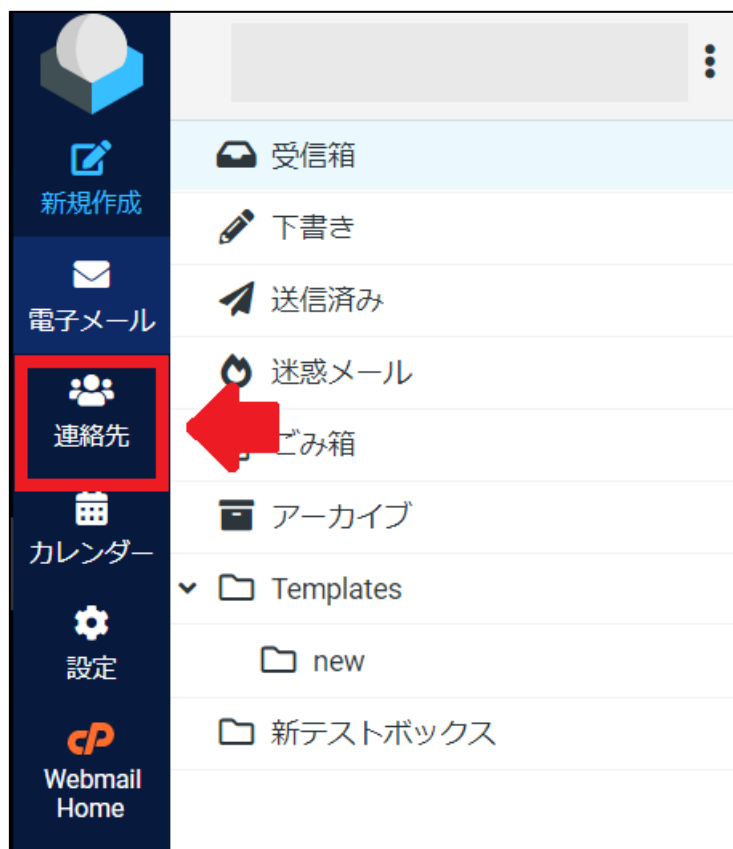 新規作成
電子メール
連絡先
カレンダー
設定
cP
Webmail
Home
受信箱
下書き
送信済み
迷惑メール
ごみ箱
アーカイブ
Templates
new
新テストボックス